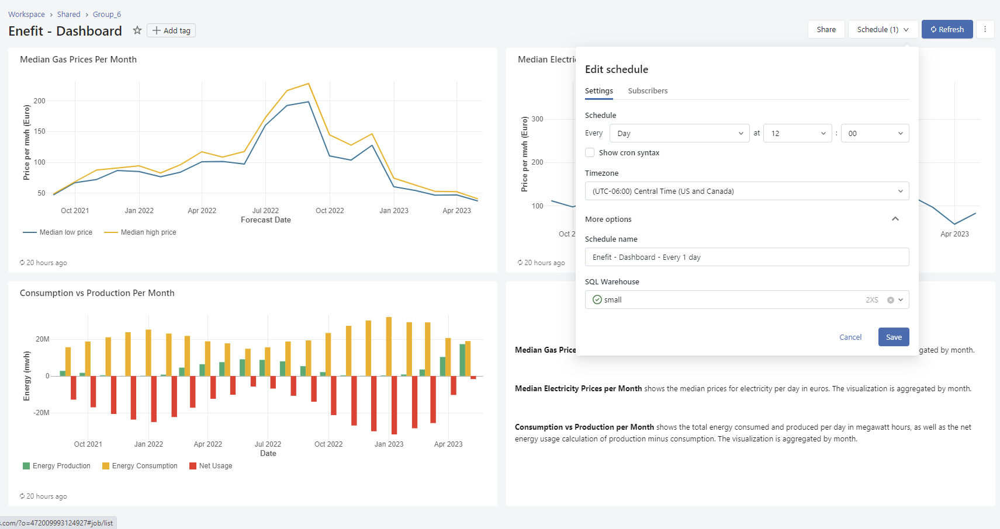 Workspace › Shared › Group_6
Enefit - Dashboard Add tag
Share Schedule (1) Refresh
Median Gas Prices Per Month
Price per mwh (Euro)
200
150
100
50
Oct 2021 Jan 2022 Apr 2022 Jul 2022 Oct 2022 Jan 2023 Apr 2023
Forecast Date
Median low price Median high price
20 hours ago
Median Electri
Price per mwh (Euro)
300
200
100
Oct 2 Apr 2023
20 hours ago
Edit schedule
Settings Subscribers
Schedule
Every Day at 12 : 00
Show cron syntax
Timezone
(UTC-06:00) Central Time (US and Canada)
More options
Schedule name
Enefit - Dashboard - Every 1 day
SQL Warehouse
small 2XS
Cancel Save
Consumption vs Production Per Month
Energy (mwh)
20M
0
-20M
Oct 2021 Jan 2022 Apr 2022 Jul 2022 Oct 2022 Jan 2023 Apr 2023
Date
Energy Production Energy Consumption Net Usage
20 hours ago
Median Gas Price gated by month.
Median Electricity Prices per Month shows the median prices for electricity per day in euros. The visualization is aggregated by month.
Consumption vs Production per Month shows the total energy consumed and produced per day in megawatt hours, as well as the net
energy usage calculation of production minus consumption. The visualization is aggregated by month.
s.com/?o=472009993124927#job/list